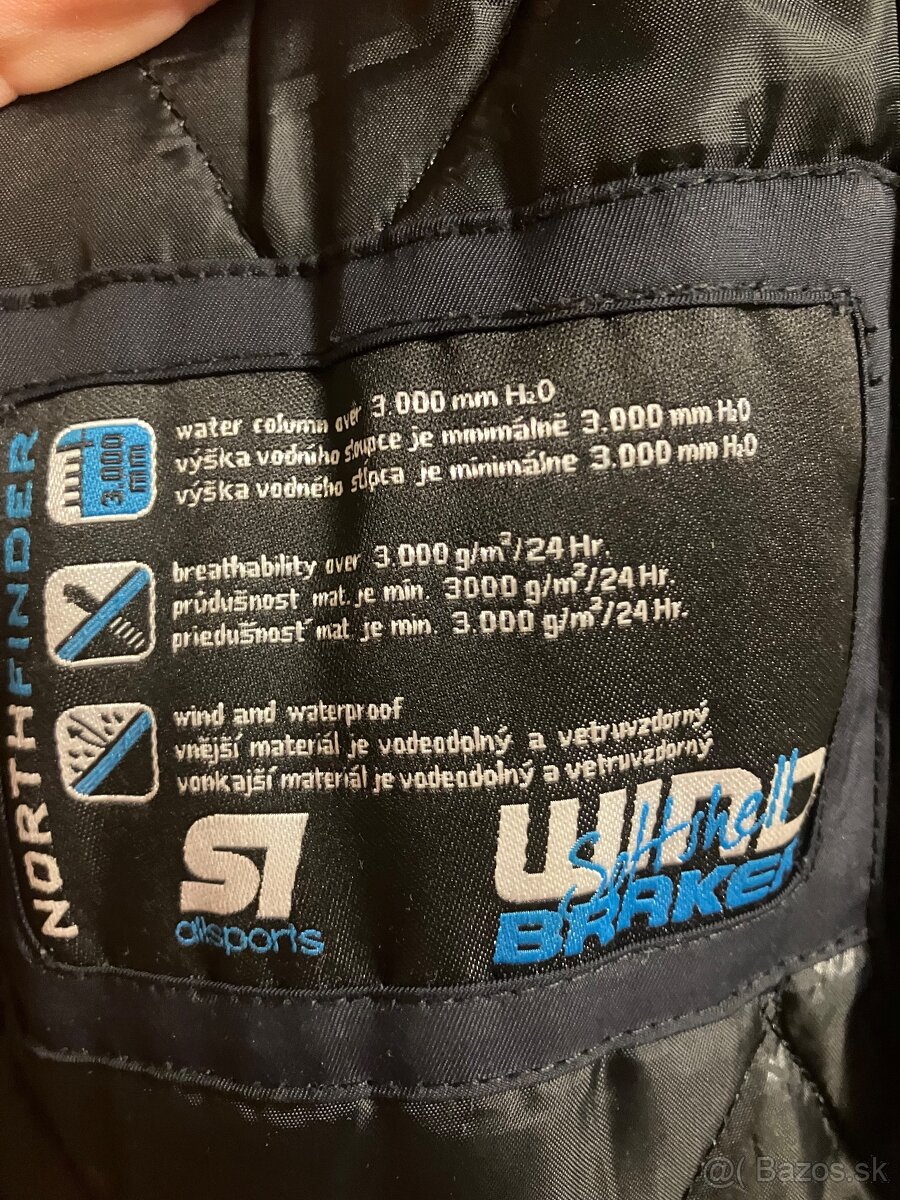 NORTHFINDER
3.000
mm
water column over 3.000 mm H₂O
výška vodního sloupce je minimálně 3.000 mm H₂O
výška vodného stĺpca je minimálne 3.000 mm H₂O
breathability over 3.000 g/m²/24 Hr.
průdušnost mat. je min. 3000 g/m²/24 Hr.
priedušnosť mat. je min. 3.000 g/m²/24 Hr.
wind and waterproof
vnější materiál je vodeodolný a vetruvzdorný
vonkajší materiál je vodeodolný a vetruvzdorný
allsports
WIND
Softshell
BRAKER
@( Bazos.sk